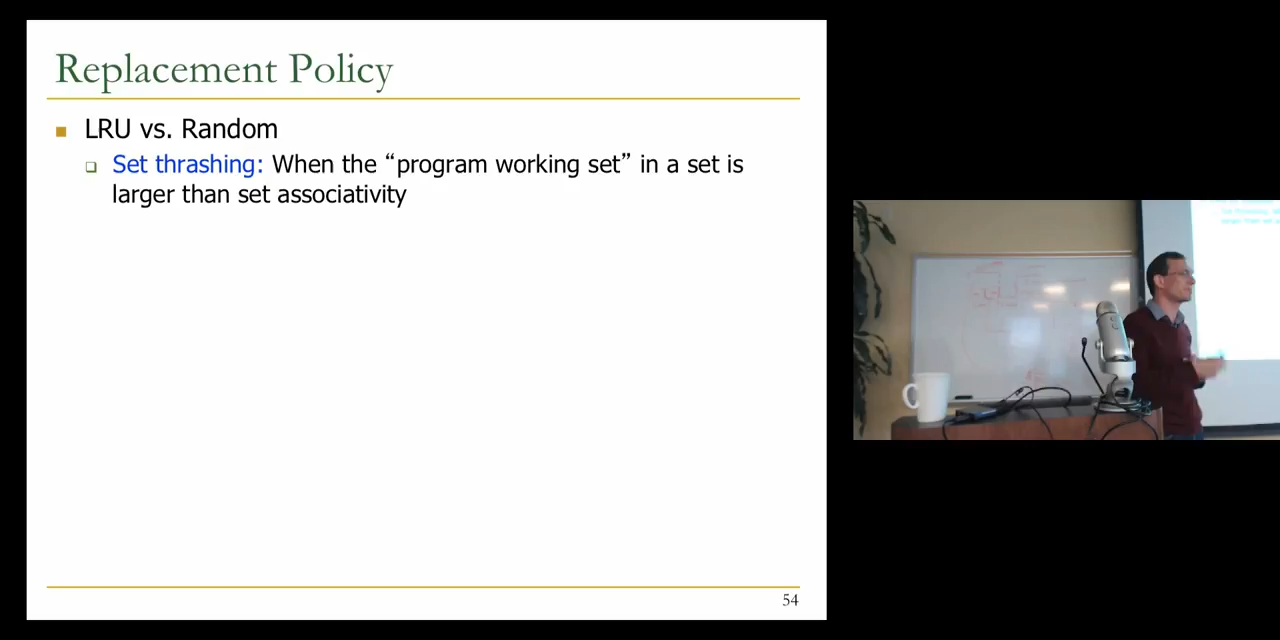 Replacement Policy
LRU vs. Random
Set thrashing: When the “program working set” in a set is
larger than set associativity
54